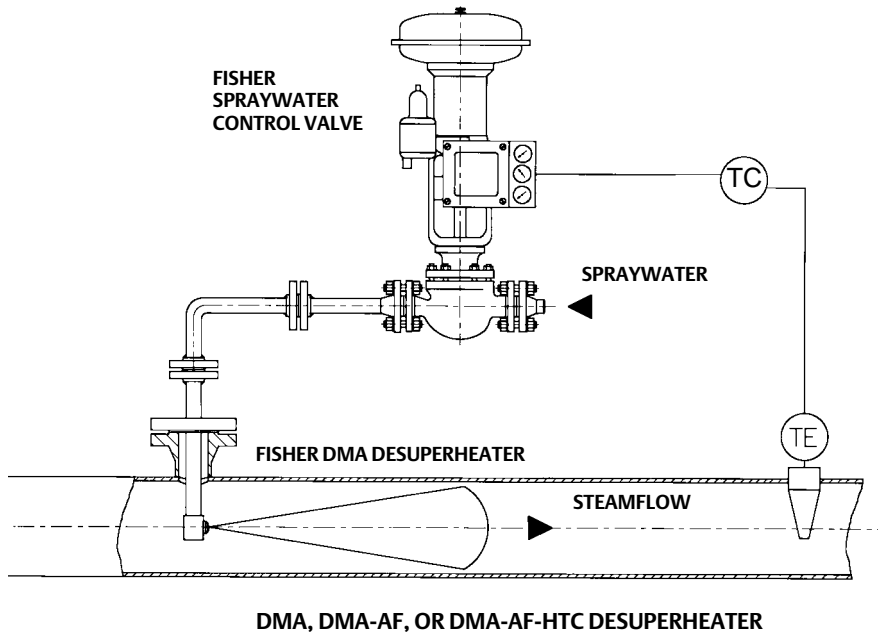 FISHER
SPRAYWATER
CONTROL VALVE
TC
SPRAYWATER
TE
FISHER DMA DESUPERHEATER
STEAMFLOW
DMA, DMA-AF, OR DMA-AF-HTC DESUPERHEATER